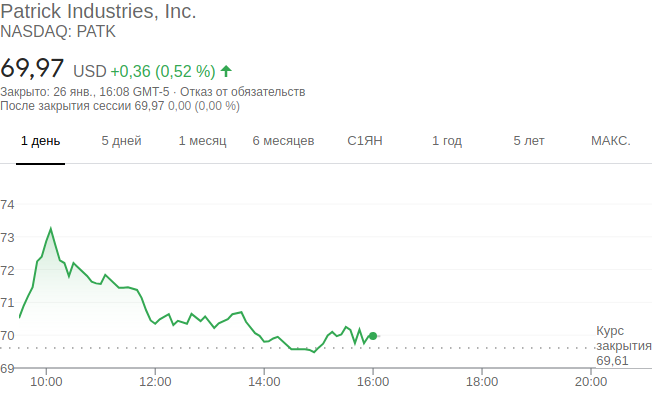 Patrick Industries, Inc.
NASDAQ: PATK
69,97 USD +0,36 (0,52 %)
Закрыто: 26 янв., 16:08 GMT-5 · Отказ от обязательств
После закрытия сессии 69,97 0,00 (0,00 %)
1 день 5 дней 1 месяц 6 месяцев С1ЯН 1 год 5 лет МАКС.
74
73
72
71
70
Курс
закрытия
69,61
69
10:00 12:00 14:00 16:00 18:00 20:00